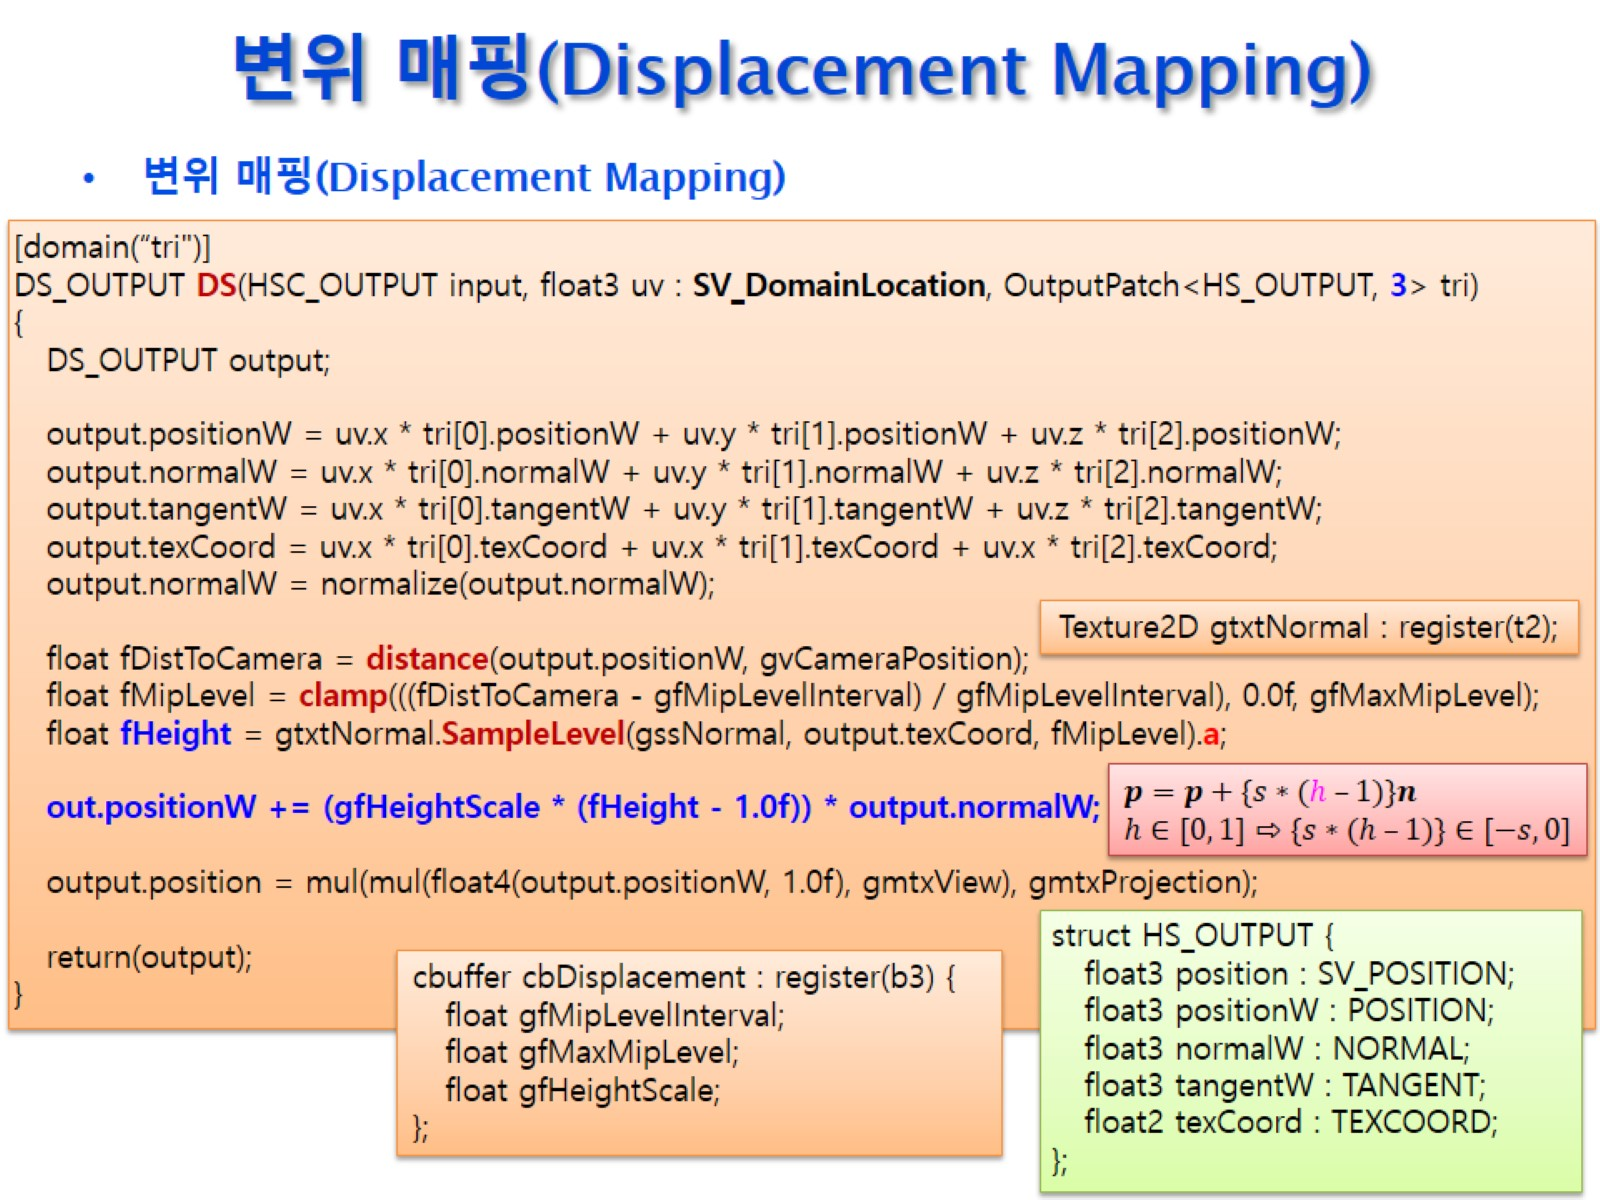 변위 매핑(Displacement Mapping)
• 변위 매핑(Displacement Mapping)
[domain(“tri")]
DS_OUTPUT DS(HSC_OUTPUT input, float3 uv : SV_DomainLocation, OutputPatch<HS_OUTPUT, 3> tri)
{
DS_OUTPUT output;
output.positionW = uv.x * tri[0].positionW + uv.y * tri[1].positionW + uv.z * tri[2].positionW;
output.normalW = uv.x * tri[0].normalW + uv.y * tri[1].normalW + uv.z * tri[2].normalW;
output.tangentW = uv.x * tri[0].tangentW + uv.y * tri[1].tangentW + uv.z * tri[2].tangentW;
output.texCoord = uv.x * tri[0].texCoord + uv.x * tri[1].texCoord + uv.x * tri[2].texCoord;
output.normalW = normalize(output.normalW);
Texture2D gtxtNormal : register(t2);
float fDistToCamera = distance(output.positionW, gvCameraPosition);
float fMipLevel = clamp(((fDistToCamera - gfMipLevelInterval) / gfMipLevelInterval), 0.0f, gfMaxMipLevel);
float fHeight = gtxtNormal.SampleLevel(gssNormal, output.texCoord, fMipLevel).a;
out.positionW += (gfHeightScale * (fHeight - 1.0f)) * output.normalW;
𝒑 = 𝒑 + {𝑠 ∗ (ℎ – 1)}𝒏
ℎ ∈ [0, 1] ⇨ {𝑠 ∗ (ℎ – 1)} ∈ [−𝑠, 0]
output.position = mul(mul(float4(output.positionW, 1.0f), gmtxView), gmtxProjection);
return(output);
}
cbuffer cbDisplacement : register(b3) {
float gfMipLevelInterval;
float gfMaxMipLevel;
float gfHeightScale;
};
struct HS_OUTPUT {
float3 position : SV_POSITION;
float3 positionW : POSITION;
float3 normalW : NORMAL;
float3 tangentW : TANGENT;
float2 texCoord : TEXCOORD;
};